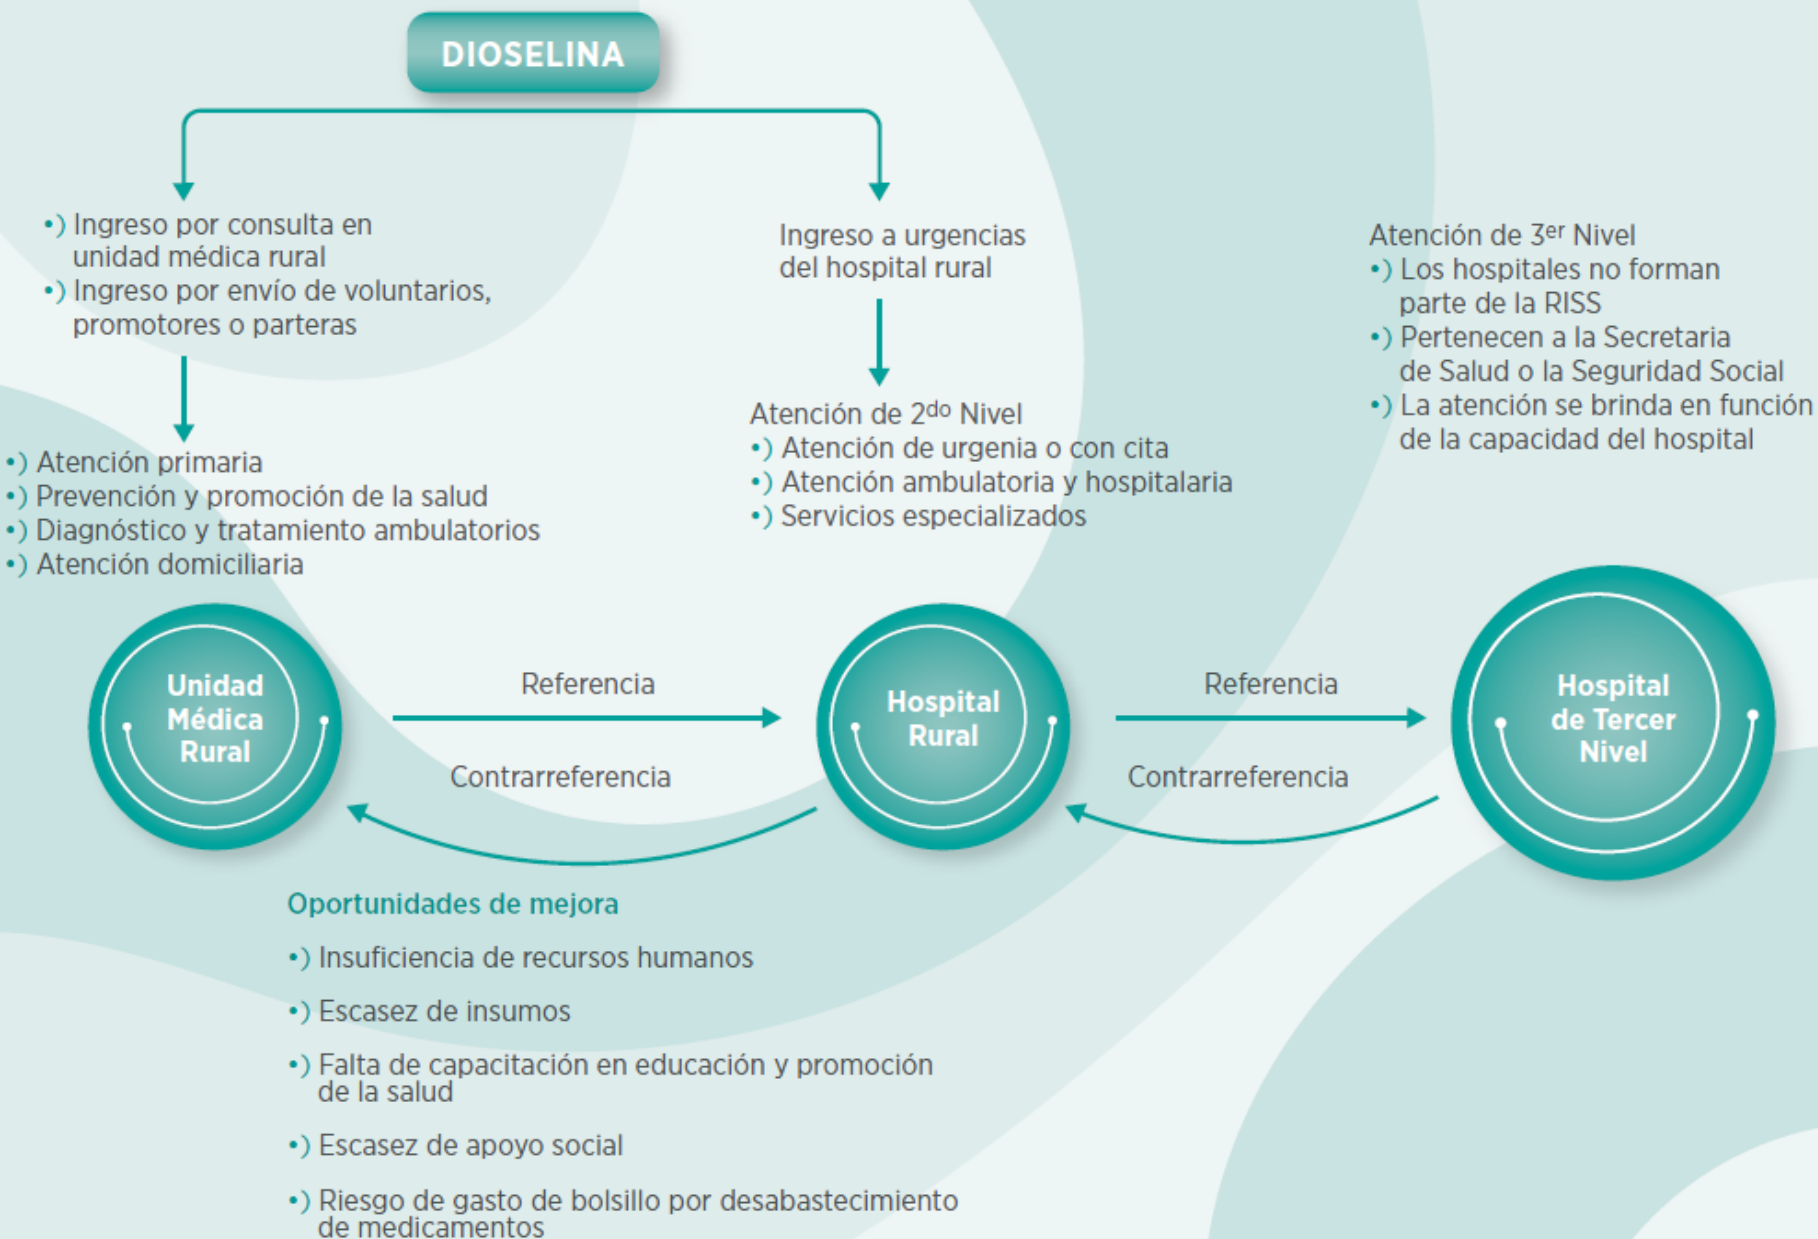 DIOSELINA
•) Ingreso por consulta en
unidad médica rural
•) Ingreso por envío de voluntarios,
promotores o parteras
Ingreso a urgencias
del hospital rural
Atención de 3er Nivel
•) Los hospitales no forman
parte de la RISS
•) Pertenecen a la Secretaria
de Salud o la Seguridad Social
•) La atención se brinda en función
de la capacidad del hospital
•) Atención primaria
•) Prevención y promoción de la salud
•) Diagnóstico y tratamiento ambulatorios
•) Atención domiciliaria
Atención de 2do Nivel
•) Atención de urgenia o con cita
•) Atención ambulatoria y hospitalaria
•) Servicios especializados
Unidad
Médica
Rural
Referencia
Contrarreferencia
Hospital
Rural
Referencia
Contrarreferencia
Hospital
de Tercer
Nivel
Oportunidades de mejora
•) Insuficiencia de recursos humanos
•) Escasez de insumos
•) Falta de capacitación en educación y promoción
de la salud
•) Escasez de apoyo social
•) Riesgo de gasto de bolsillo por desabastecimiento
de medicamentos